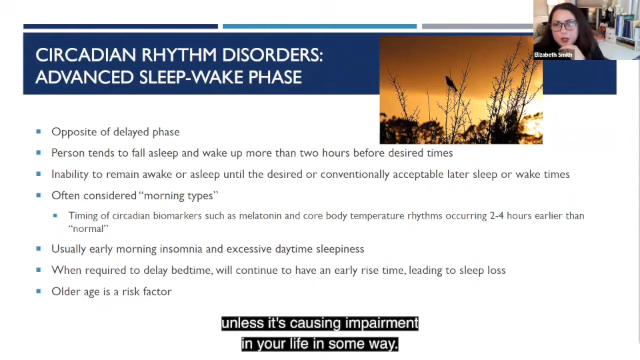 Elizabeth Smith
CIRCADIAN RHYTHM DISORDERS:
ADVANCED SLEEP-WAKE PHASE
Opposite of delayed phase
Person tends to fall asleep and wake up more than two hours before desired times
Inability to remain awake or asleep until the desired or conventionally acceptable later sleep or wake times
Often considered “morning types”
Timing of circadian biomarkers such as melatonin and core body temperature rhythms occurring 2-4 hours earlier than
“normal”
Usually early morning insomnia and excessive daytime sleepiness
When required to delay bedtime, will continue to have an early rise time, leading to sleep loss
Older age is a risk factor
unless it's causing impairment
in your life in some way.